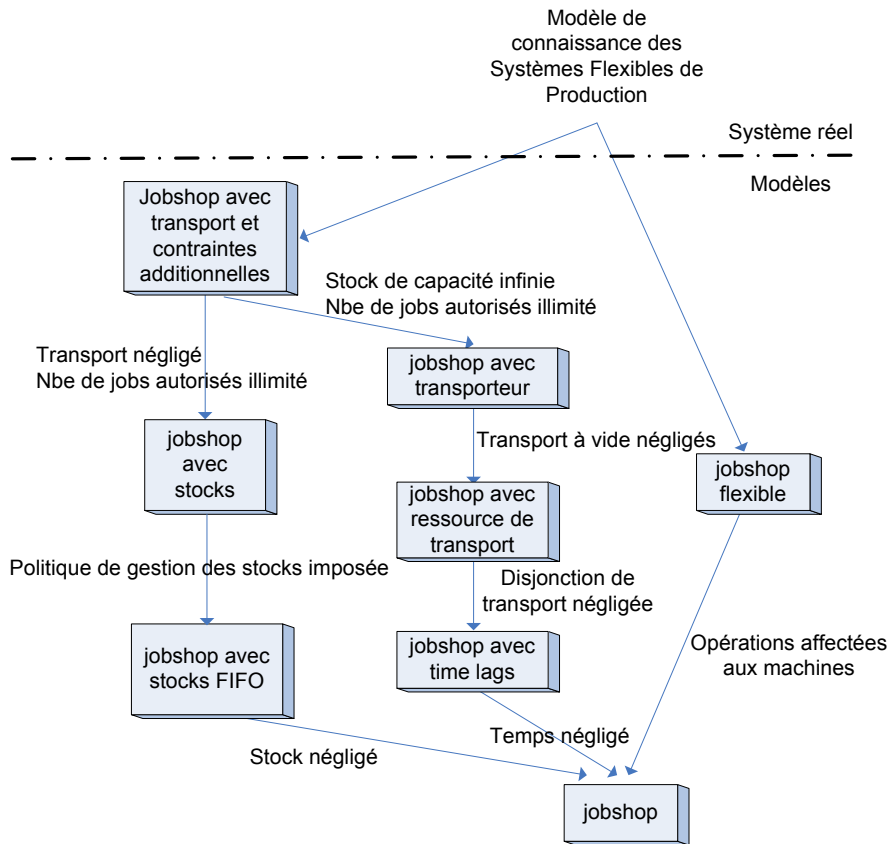 Modèle de
connaissance des
Systèmes Flexibles de
Production
Système réel
Modèles
Jobshop avec
transport et
contraintes
additionnelles
Stock de capacité infinie
Nbe de jobs autorisés illimité
Transport négligé
Nbe de jobs autorisés illimité
jobshop avec
transporteur
jobshop
avec
stocks
Transport à vide négligés
jobshop
flexible
jobshop avec
ressource de
transport
Politique de gestion des stocks imposée
Disjonction de
transport négligée
jobshop avec
stocks FIFO
jobshop avec
time lags
Opérations affectées
aux machines
Stock négligé
Temps négligé
jobshop